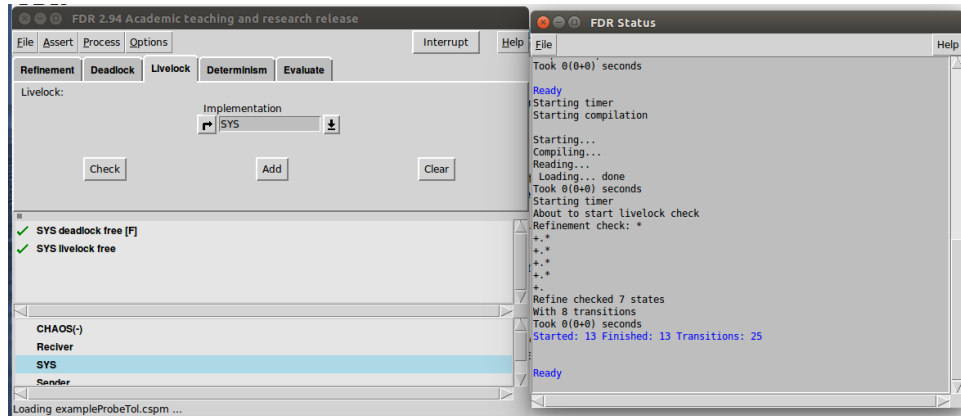 FDR 2.94 Academic teaching and research release
File Assert Process Options Interrupt Help
Refinement Deadlock Livelock Determinism Evaluate
Livelock:
Implementation
SYS
Check Add Clear
SYS deadlock free [F]
SYS livelock free
CHAOS(-)
Reciver
SYS
Sender
Loading exampleProbeTol.cspm ...
FDR Status
File Help
Took 0(0+0) seconds
Ready
Starting timer
Starting compilation
Starting...
Compiling...
Reading...
Loading... done
Took 0(0+0) seconds
Starting timer
About to start livelock check
Refinement check: *
+.*
+.*
+.*
+.*
+.
Refine checked 7 states
With 8 transitions
Took 0(0+0) seconds
Started: 13 Finished: 13 Transitions: 25
Ready